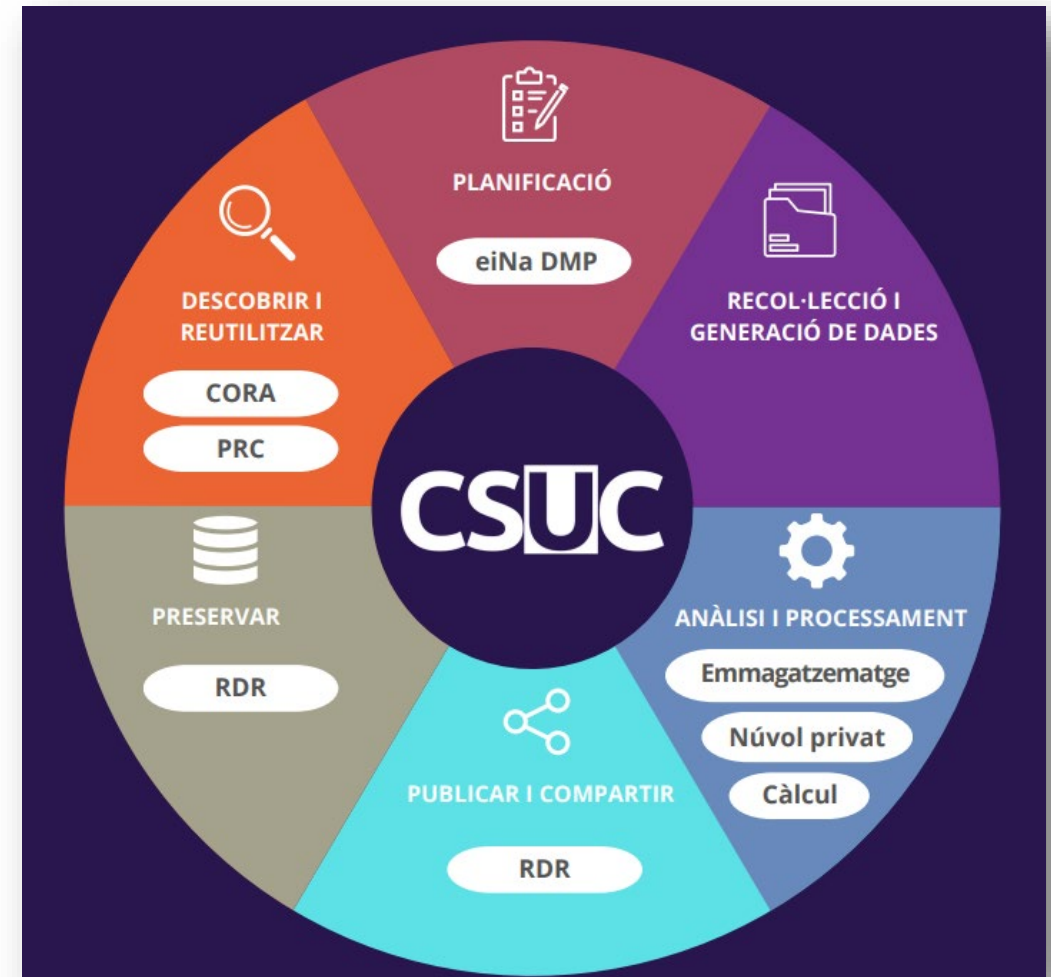 PLANIFICACIÓ
eiNa DMP
RECOL·LECCIÓ I
GENERACIÓ DE DADES
ANÀLISI I PROCESSAMENT
Emmagatzematge
Núvol privat
Càlcul
PUBLICAR I COMPARTIR
RDR
PRESERVAR
RDR
DESCOBRIR I
REUTILITZAR
CORA
PRC
CSUC